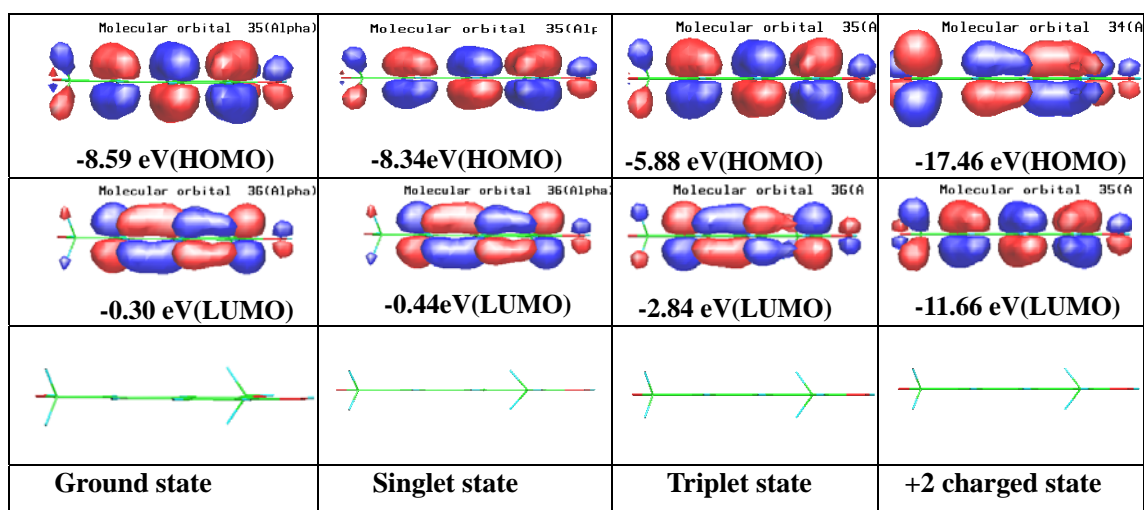 Molecular orbital 35(Alpha)
Molecular orbital 35(Alp
Molecular orbital 35(A
Molecular orbital 34(A
-8.59 eV(HOMO)
-8.34eV(HOMO)
-5.88 eV(HOMO)
-17.46 eV(HOMO)
Molecular orbital 36(Alpha)
Molecular orbital 36(Alpha)
Molecular orbital 36(A
Molecular orbital 35(A
-0.30 eV(LUMO)
-0.44eV(LUMO)
-2.84 eV(LUMO)
-11.66 eV(LUMO)
Ground state
Singlet state
Triplet state
+2 charged state